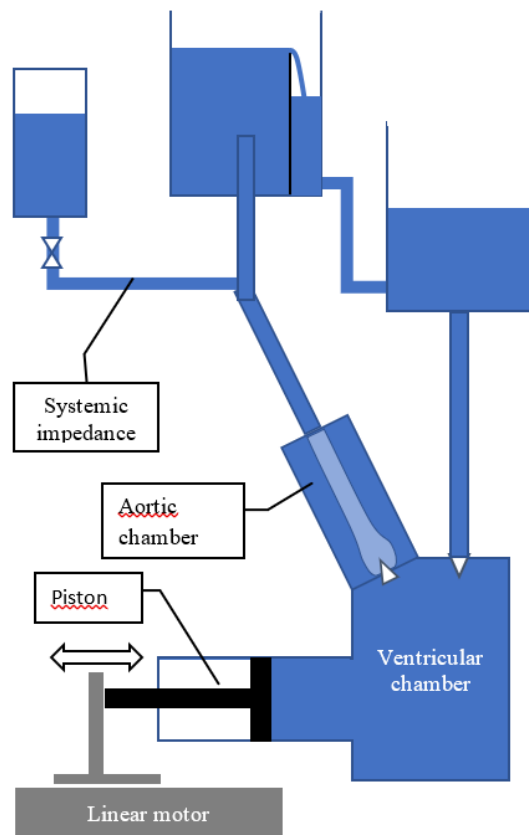 Systemic
impedance
Aortic
chamber
Piston
Ventricular
chamber
Linear motor